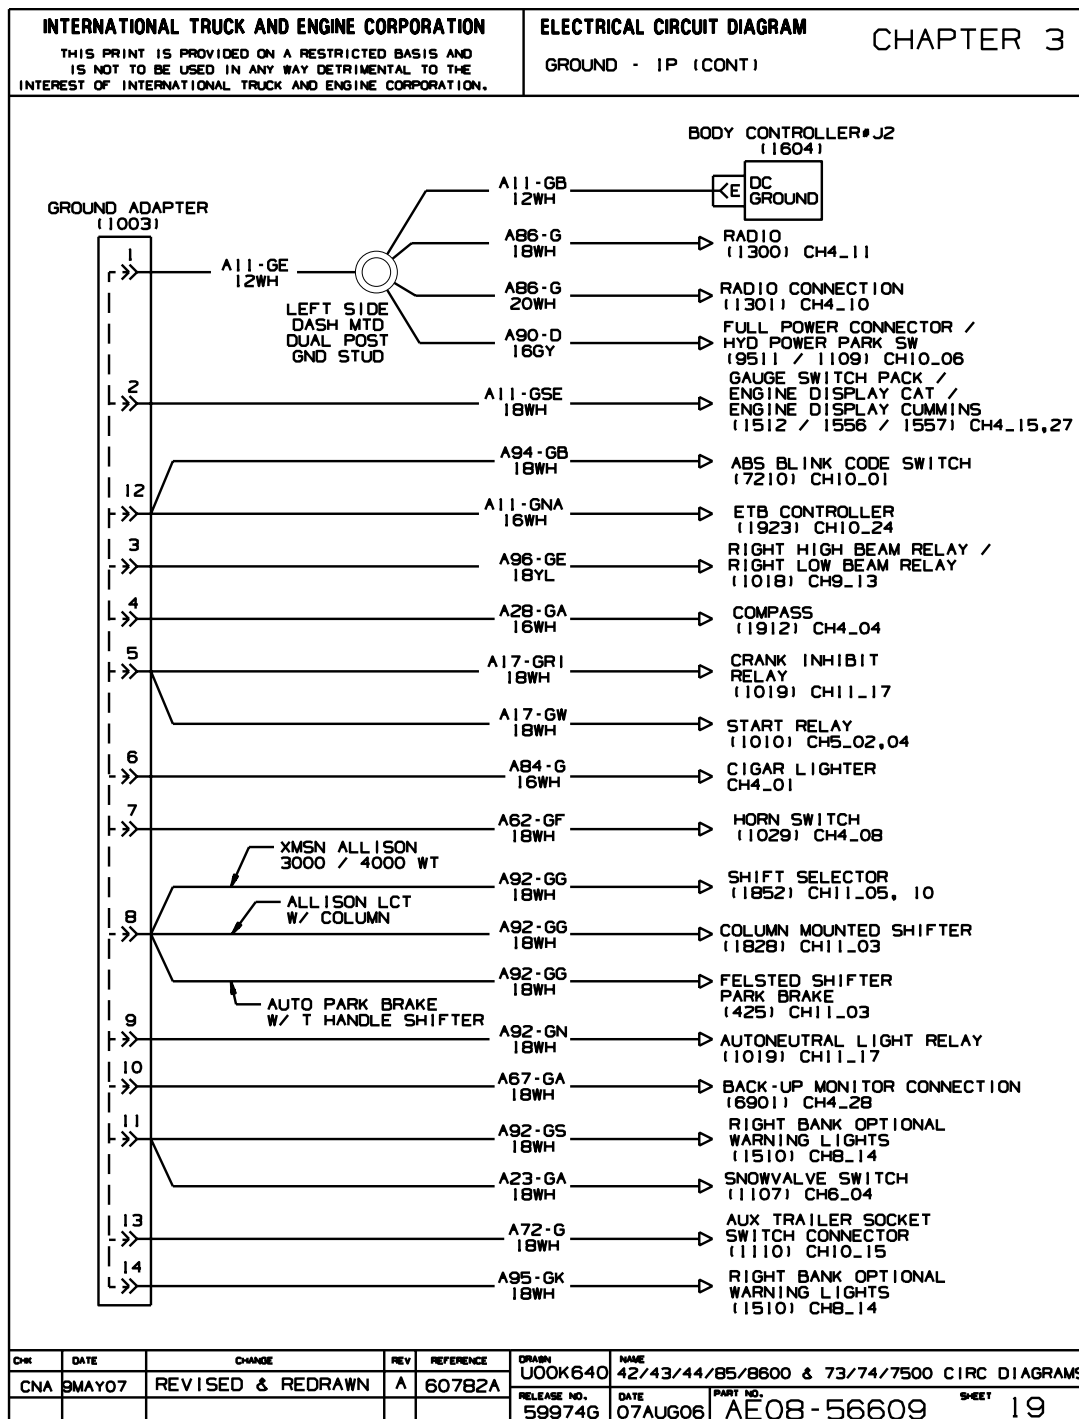 INTERNATIONAL TRUCK AND ENGINE CORPORATION
THIS PRINT IS PROVIDED ON A RESTRICTED BASIS AND
IS NOT TO BE USED IN ANY WAY DETRIMENTAL TO THE
INTEREST OF INTERNATIONAL TRUCK AND ENGINE CORPORATION.
ELECTRICAL CIRCUIT DIAGRAM
GROUND - IP (CONT)
CHAPTER 3
BODY CONTROLLER#J2
(1604)
A11-GB
12WH
E
DC
GROUND
GROUND ADAPTER
(1003)
1
A11-GE
12WH
LEFT SIDE
DASH MTD
DUAL POST
GND STUD
A86-G
18WH
RADIO
(1300) CH4_11
A86-G
20WH
RADIO CONNECTION
(1301) CH4_10
A90-D
16GY
FULL POWER CONNECTOR /
HYD POWER PARK SW
(9511 / 1109) CH10_06
2
A11-GSE
18WH
GAUGE SWITCH PACK /
ENGINE DISPLAY CAT /
ENGINE DISPLAY CUMMINS
(1512 / 1556 / 1557) CH4_15,27
A94-GB
18WH
ABS BLINK CODE SWITCH
(7210) CH10_01
12
A11-GNA
16WH
ETB CONTROLLER
(1923) CH10_24
3
A96-GE
18YL
RIGHT HIGH BEAM RELAY /
RIGHT LOW BEAM RELAY
(1018) CH9_13
4
A28-GA
16WH
COMPASS
(1912) CH4_04
5
A17-GRI
18WH
CRANK INHIBIT
RELAY
(1019) CH11_17
A17-GW
18WH
START RELAY
(1010) CH5_02,04
6
A84-G
16WH
CIGAR LIGHTER
CH4_01
7
A62-GF
18WH
HORN SWITCH
(1029) CH4_08
XMSN ALLISON
3000 / 4000 WT
A92-GG
18WH
SHIFT SELECTOR
(1852) CH11_05, 10
8
ALLISON LCT
W/ COLUMN
A92-GG
18WH
COLUMN MOUNTED SHIFTER
(1828) CH11_03
AUTO PARK BRAKE
W/ T HANDLE SHIFTER
A92-GG
18WH
FELSTED SHIFTER
PARK BRAKE
(425) CH11_03
9
A92-GN
18WH
AUTONEUTRAL LIGHT RELAY
(1019) CH11_17
10
A67-GA
18WH
BACK-UP MONITOR CONNECTION
(6901) CH4_28
11
A92-GS
18WH
RIGHT BANK OPTIONAL
WARNING LIGHTS
(1510) CH8_14
A23-GA
18WH
SNOWVALVE SWITCH
(1107) CH6_04
13
A72-G
18WH
AUX TRAILER SOCKET
SWITCH CONNECTOR
(1110) CH10_15
14
A95-GK
18WH
RIGHT BANK OPTIONAL
WARNING LIGHTS
(1510) CH8_14
CHK DATE CHANGE REV REFERENCE
CNA 9MAY07 REVISED & REDRAWN A 60782A
DRAWN
U00K640
NAME
42/43/44/85/8600 & 73/74/7500 CIRC DIAGRAMS
RELEASE NO.
59974G
DATE
07AUG06
PART NO.
AE08-56609
SHEET 19